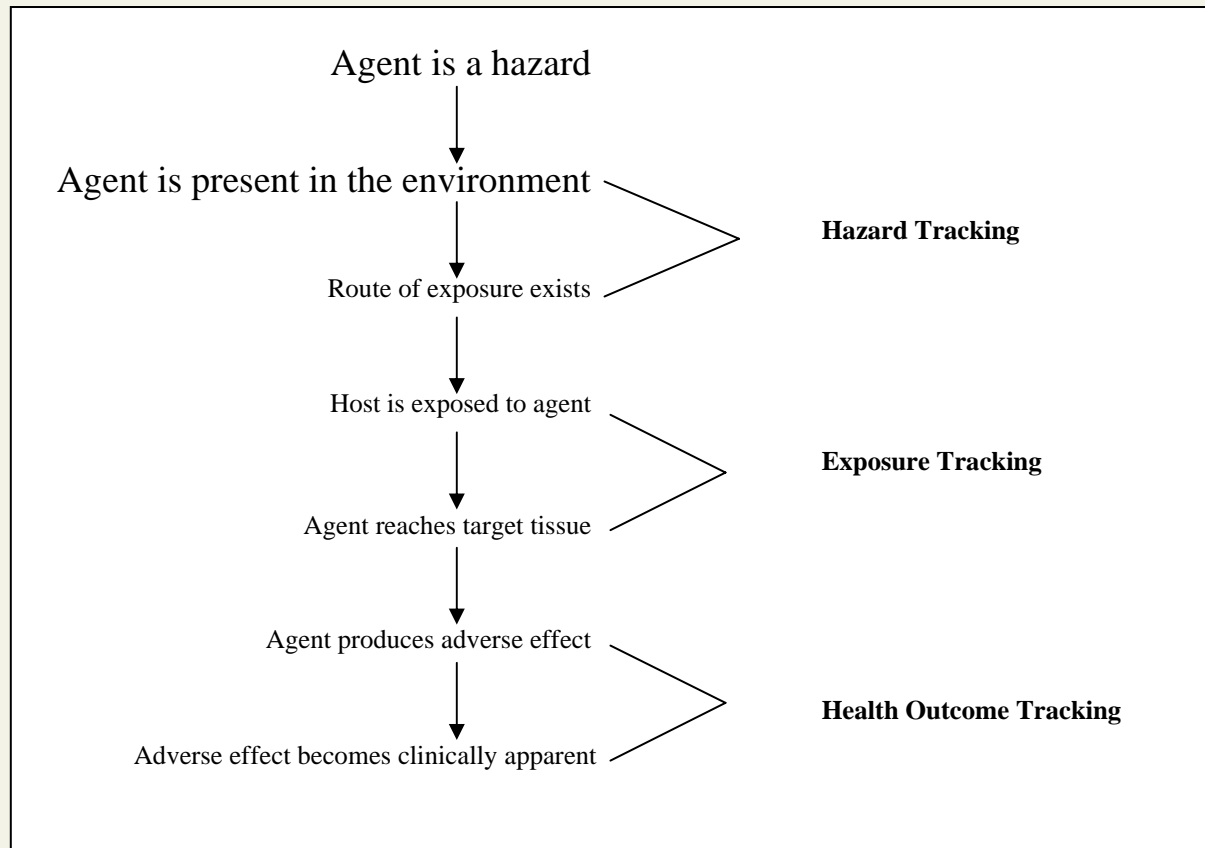 Agent is a hazard
Agent is present in the environment
Hazard Tracking
Route of exposure exists
Host is exposed to agent
Exposure Tracking
Agent reaches target tissue
Agent produces adverse effect
Health Outcome Tracking
Adverse effect becomes clinically apparent